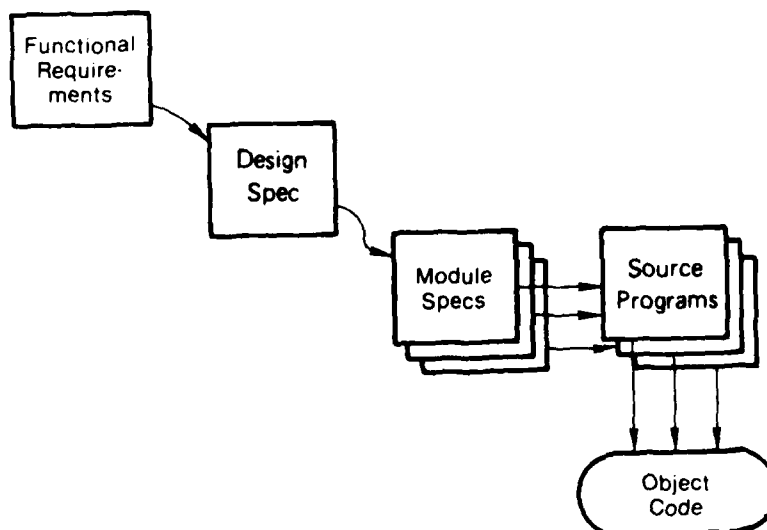 Functional
Require-
ments
Design
Spec
Module
Specs
Source
Programs
Object
Code